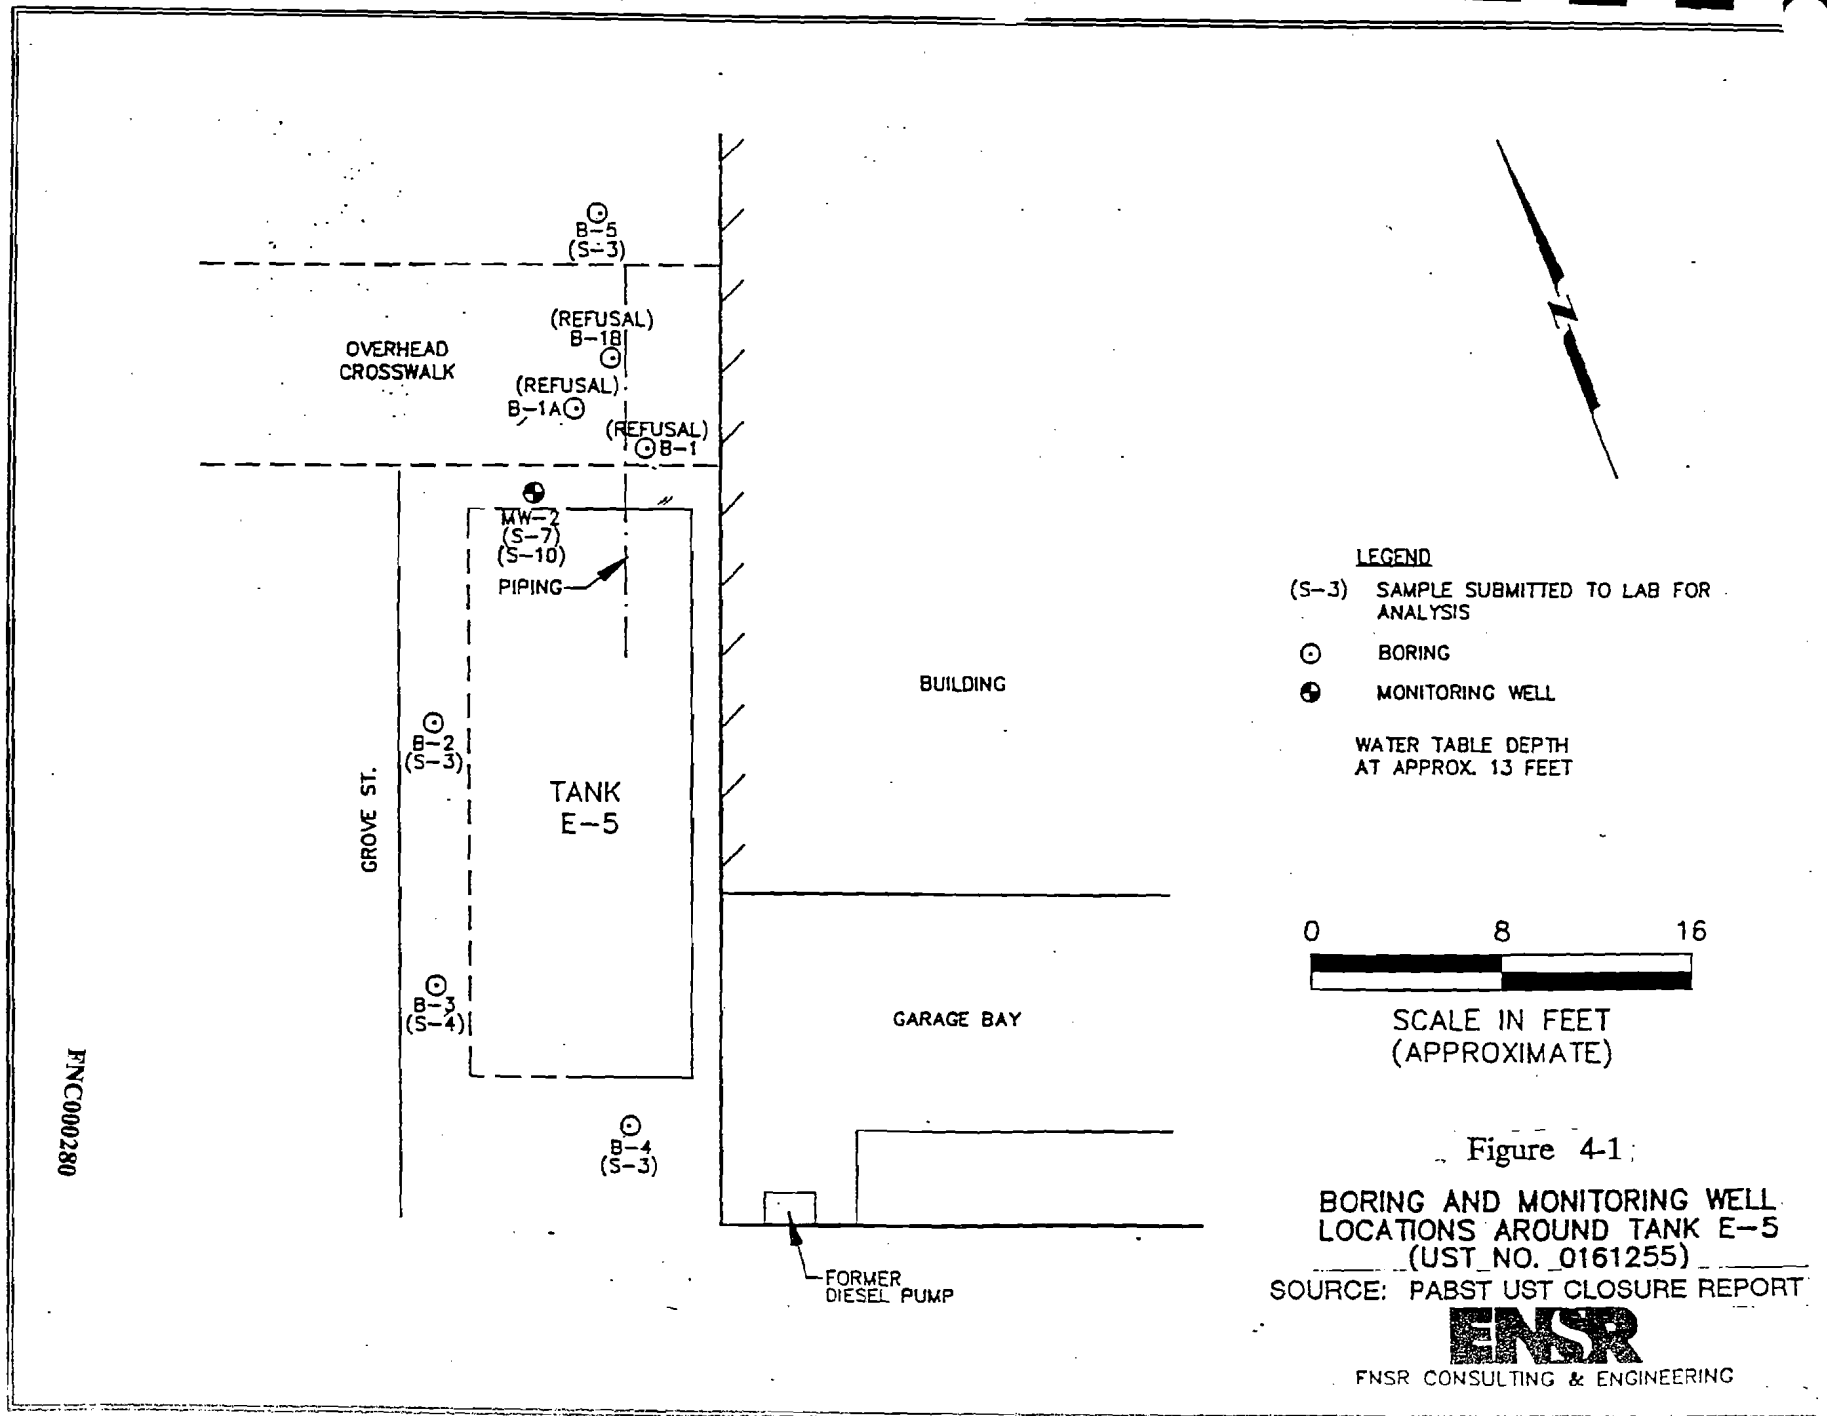 B-5
(S-3)
(REFUSAL)
B-1B
OVERHEAD
CROSSWALK
(REFUSAL)
B-1A
(REFUSAL)
B-1
MW-2
(S-7)
(S-10)
PIPING
B-2
(S-3)
GROVE ST.
TANK
E-5
BUILDING
B-3
(S-4)
GARAGE BAY
B-4
(S-3)
FORMER
DIESEL PUMP
FNC000280
N
LEGEND
(S-3) SAMPLE SUBMITTED TO LAB FOR
ANALYSIS
BORING
MONITORING WELL
WATER TABLE DEPTH
AT APPROX. 13 FEET
0 8 16
SCALE IN FEET
(APPROXIMATE)
Figure 4-1
BORING AND MONITORING WELL
LOCATIONS AROUND TANK E-5
(UST NO. 0161255)
SOURCE: PABST UST CLOSURE REPORT
ENSR
ENSR CONSULTING & ENGINEERING